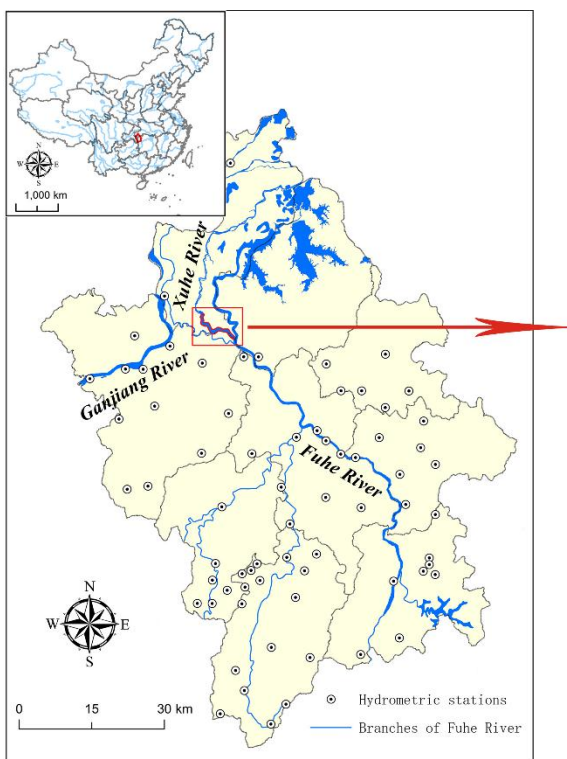 N
W E
S
1,000 km
Xuhe River
Ganjiang River
Fuhe River
N
W E
S
0 15 30 km
Hydrometric stations
Branches of Fuhe River